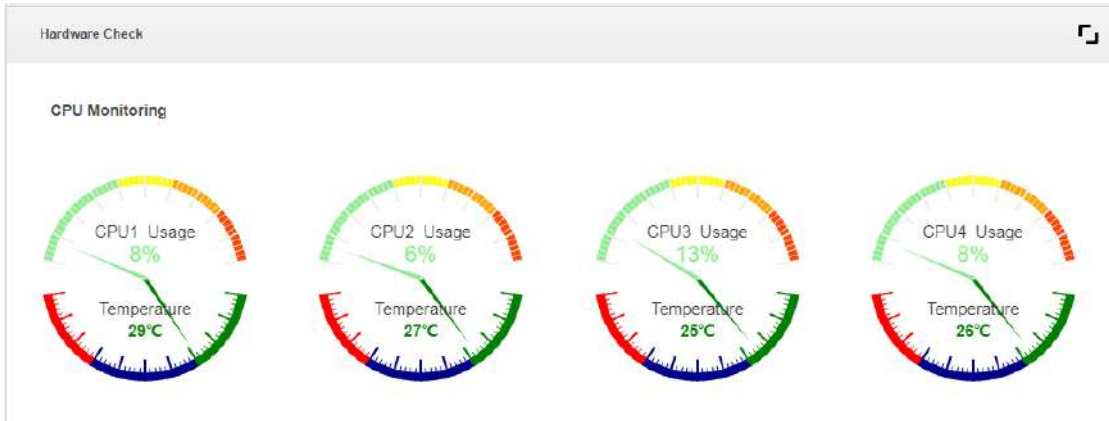 Hardware Check
CPU Monitoring
CPU1 Usage
8%
Temperature
29°C
CPU2 Usage
6%
Temperature
27°C
CPU3 Usage
13%
Temperature
25°C
CPU4 Usage
8%
Temperature
26°C